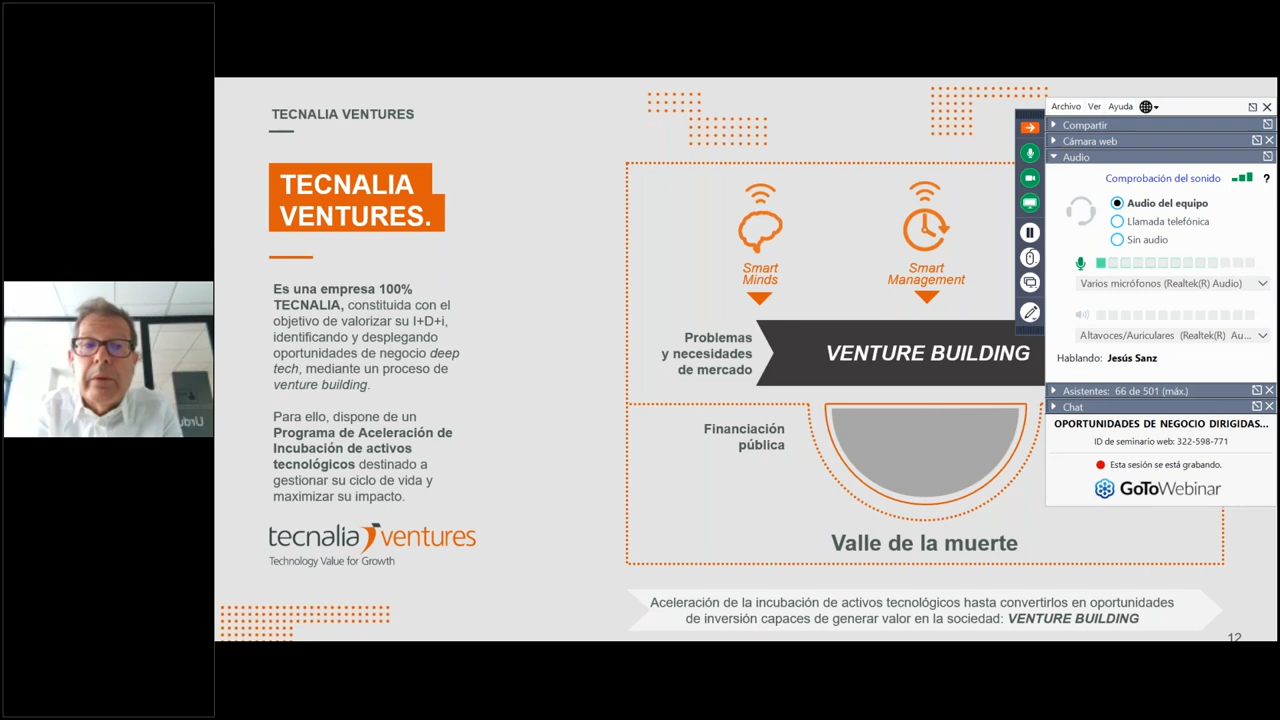 TECNALIA VENTURES
TECNALIA
VENTURES.
Es una empresa 100%
TECNALIA, constituida con el
objetivo de valorizar su I+D+i,
identificando y desplegando
oportunidades de negocio deep
tech, mediante un proceso de
venture building.
Para ello, dispone de un
Programa de Aceleración de
Incubación de activos
tecnológicos destinado a
gestionar su ciclo de vida y
maximizar su impacto.
tecnalia ventures
Technology Value for Growth
Smart
Minds
Smart
Management
Problemas
y necesidades
de mercado
VENTURE BUILDING
Financiación
pública
Valle de la muerte
Aceleración de la incubación de activos tecnológicos hasta convertirlos en oportunidades
de inversión capaces de generar valor en la sociedad: VENTURE BUILDING
12
Archivo Ver Ayuda
Compartir
Cámara web
Audio
Comprobación del sonido ?
Audio del equipo
Llamada telefónica
Sin audio
Varios micrófonos (Realtek(R) Audio)
Altavoces/Auriculares (Realtek(R) Au...
Hablando: Jesús Sanz
Asistentes: 66 de 501 (máx.)
Chat
OPORTUNIDADES DE NEGOCIO DIRIGIDAS...
ID de seminario web: 322-598-771
Esta sesión se está grabando.
GoToWebinar